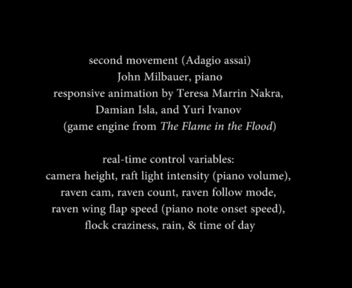 second movement (Adagio assai)
John Milbauer, piano
responsive animation by Teresa Marrin Nakra,
Damian Isla, and Yuri Ivanov
(game engine from The Flame in the Flood)
real-time control variables:
camera height, raft light intensity (piano volume),
raven cam, raven count, raven follow mode,
raven wing flap speed (piano note onset speed),
flock craziness, rain, & time of day